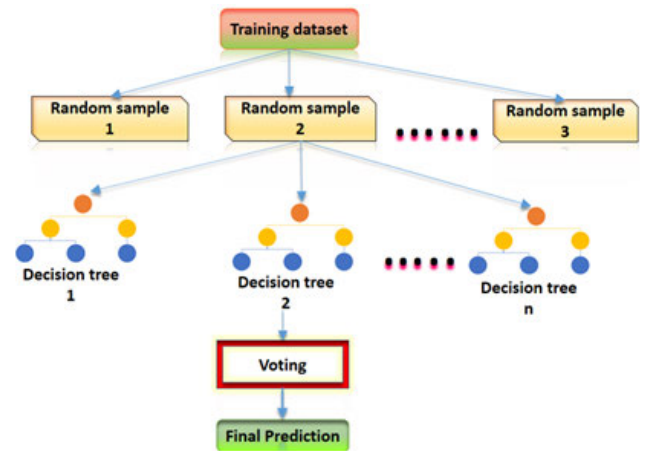 Training dataset
Random sample
1
Random sample
2
Random sample
3
Decision tree
1
Decision tree
2
Decision tree
n
Voting
Final Prediction